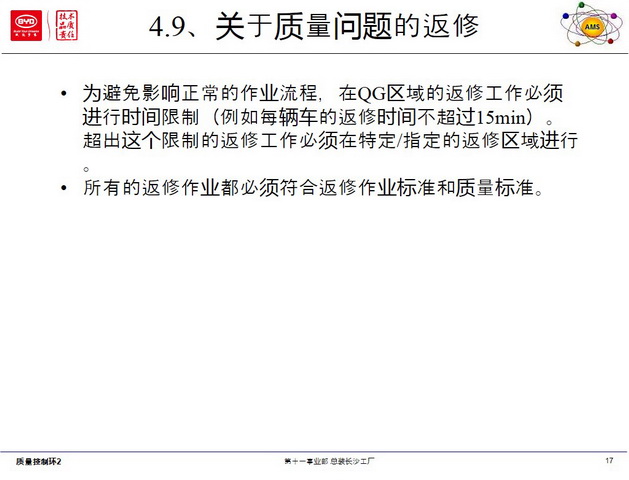 BYD
技术
品质
责任
4.9、关于质量问题的返修
AMS
• 为避免影响正常的作业流程，在QG区域的返修工作必须
进行时间限制（例如每辆车的返修时间不超过15min）。
超出这个限制的返修工作必须在特定/指定的返修区域进行
。
• 所有的返修作业都必须符合返修作业标准和质量标准。
质量控制环2
第十一事业部 总装长沙工厂
17